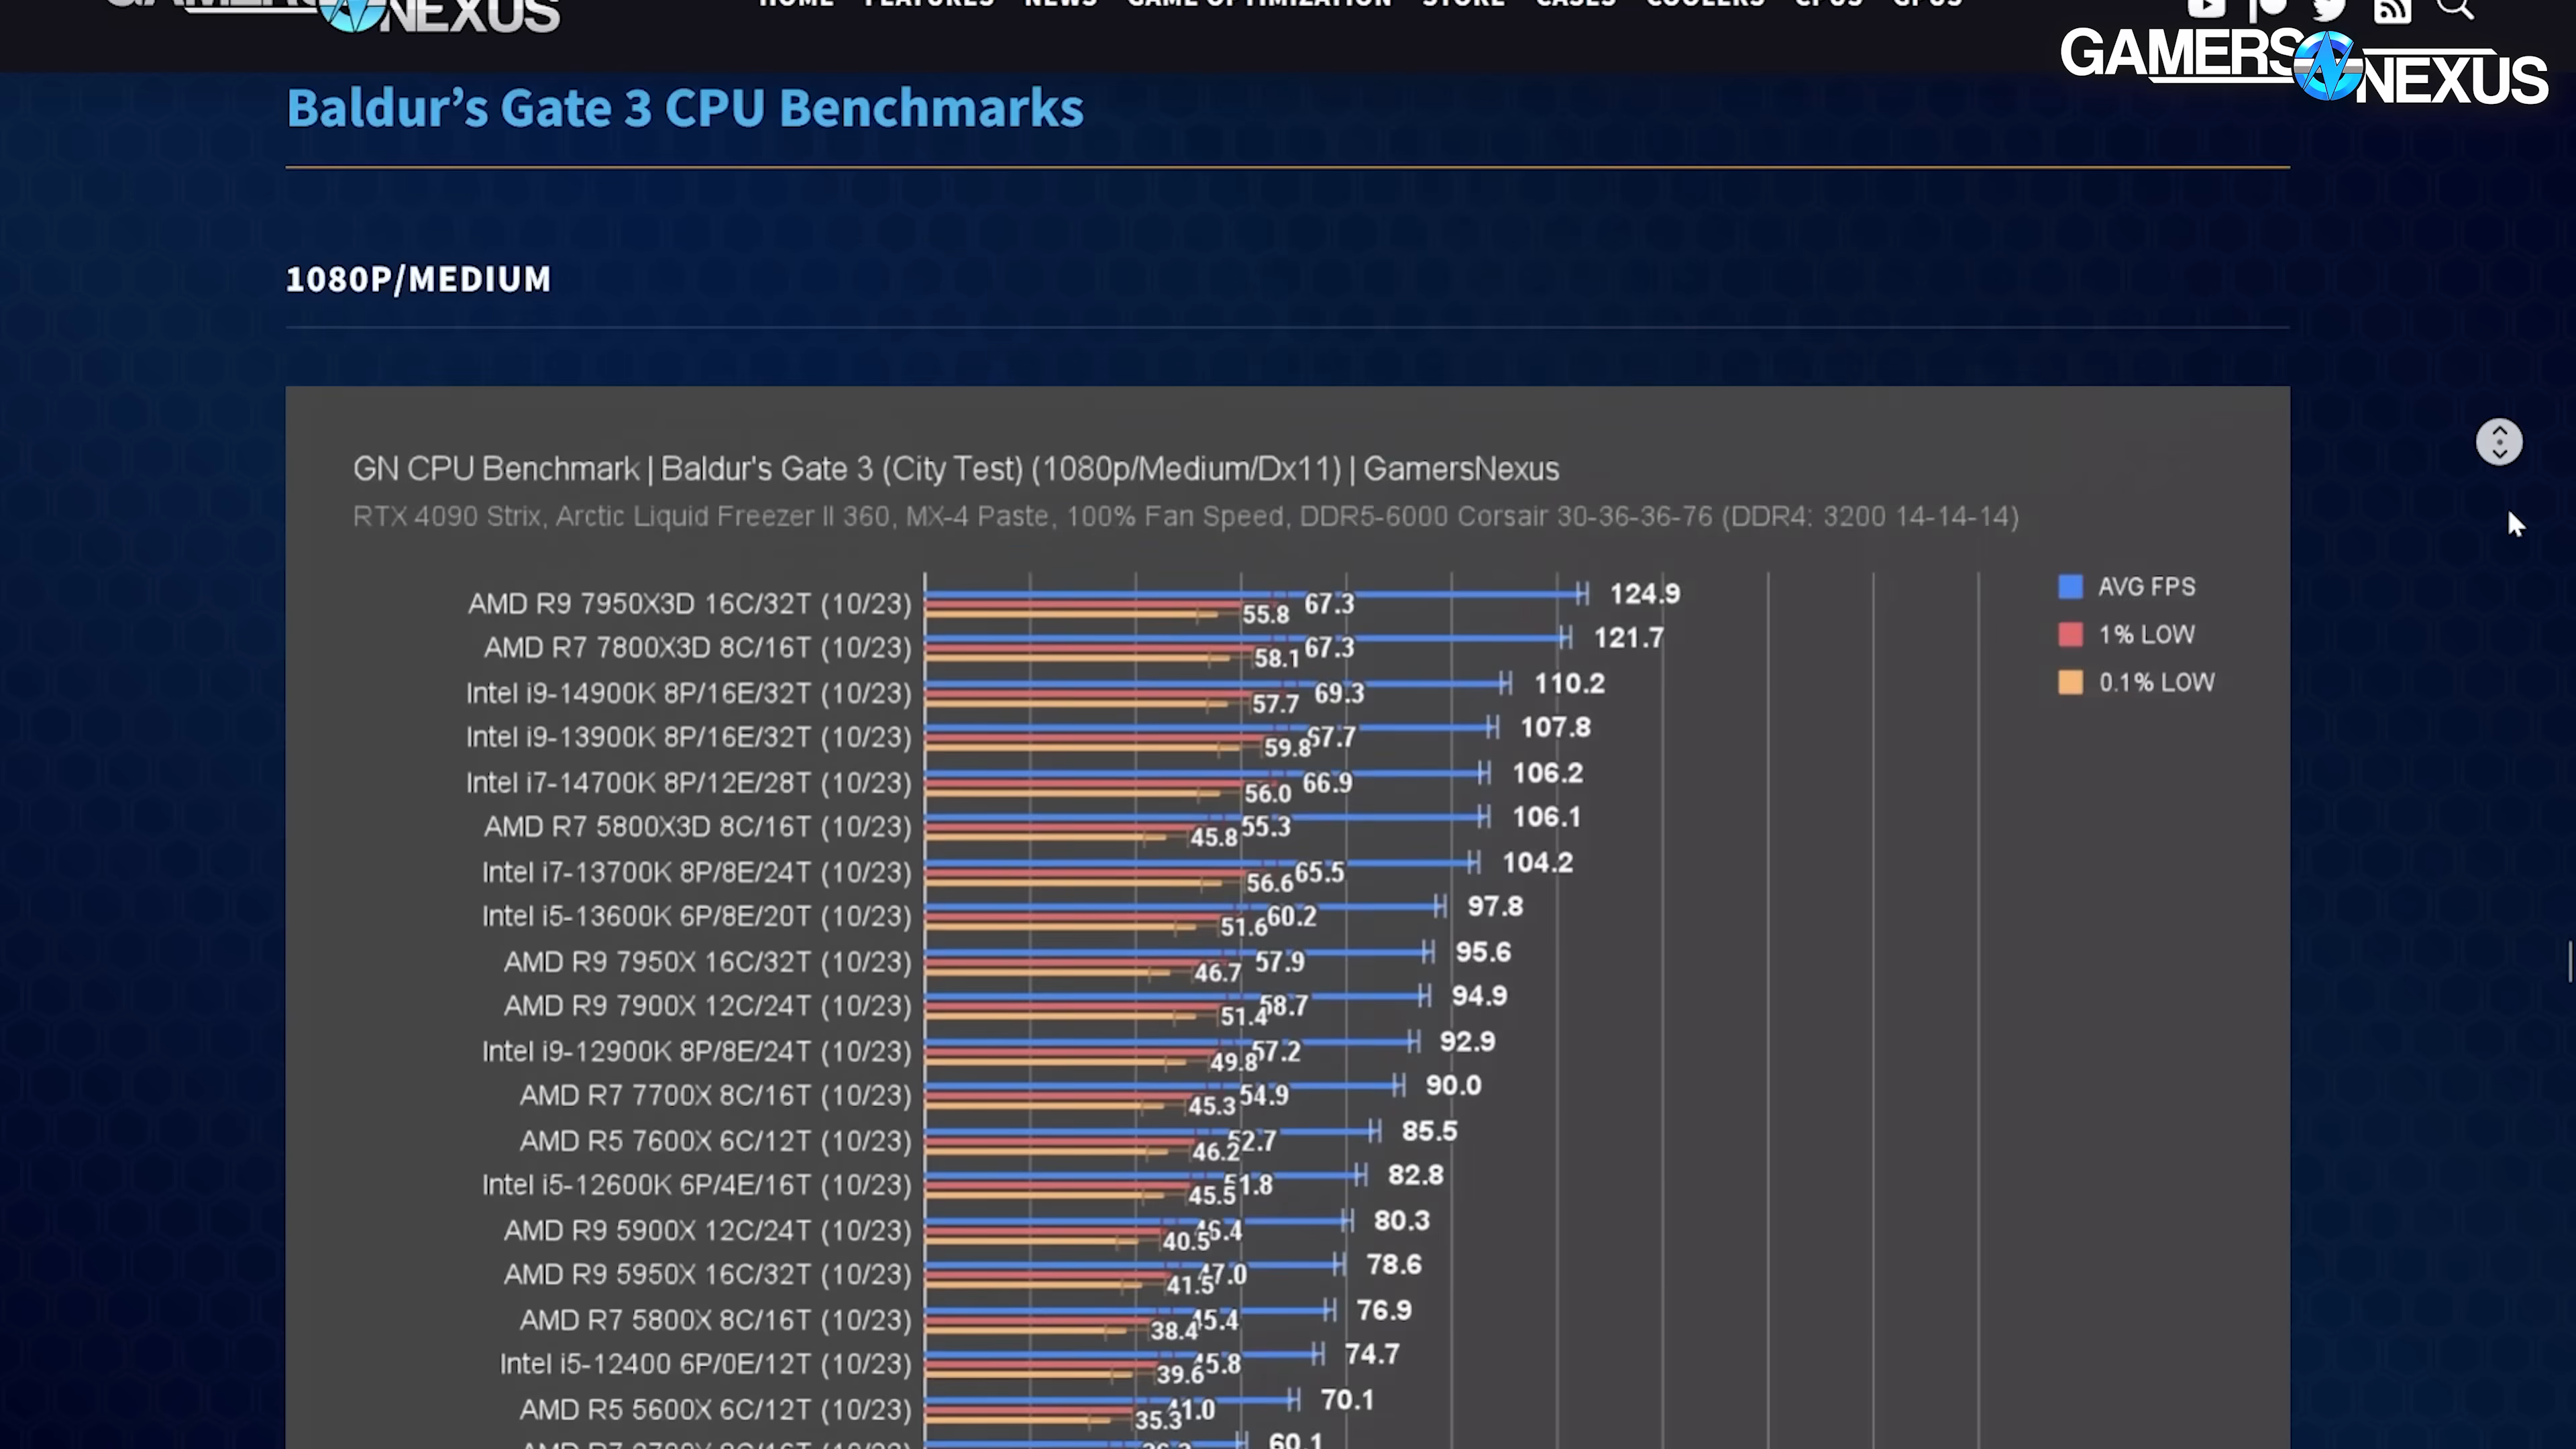 NEXUS
HOME FEATURES NEWS GAME OPTIMIZATION STORE CASES COOLERS CPUS GPUS
GAMERS NEXUS
Baldur’s Gate 3 CPU Benchmarks
1080P/MEDIUM
GN CPU Benchmark | Baldur's Gate 3 (City Test) (1080p/Medium/Dx11) | GamersNexus
RTX 4090 Strix, Arctic Liquid Freezer II 360, MX-4 Paste, 100% Fan Speed, DDR5-6000 Corsair 30-36-36-76 (DDR4: 3200 14-14-14)
AVG FPS
1% LOW
0.1% LOW
AMD R9 7950X3D 16C/32T (10/23) 55.8 67.3 124.9
AMD R7 7800X3D 8C/16T (10/23) 58.1 67.3 121.7
Intel i9-14900K 8P/16E/32T (10/23) 57.7 69.3 110.2
Intel i9-13900K 8P/16E/32T (10/23) 59.8 67.7 107.8
Intel i7-14700K 8P/12E/28T (10/23) 56.0 66.9 106.2
AMD R7 5800X3D 8C/16T (10/23) 45.8 55.3 106.1
Intel i7-13700K 8P/8E/24T (10/23) 56.6 65.5 104.2
Intel i5-13600K 6P/8E/20T (10/23) 51.6 60.2 97.8
AMD R9 7950X 16C/32T (10/23) 46.7 57.9 95.6
AMD R9 7900X 12C/24T (10/23) 51.4 58.7 94.9
Intel i9-12900K 8P/8E/24T (10/23) 49.8 57.2 92.9
AMD R7 7700X 8C/16T (10/23) 45.3 54.9 90.0
AMD R5 7600X 6C/12T (10/23) 46.2 52.7 85.5
Intel i5-12600K 6P/4E/16T (10/23) 45.5 51.8 82.8
AMD R9 5900X 12C/24T (10/23) 40.5 46.4 80.3
AMD R9 5950X 16C/32T (10/23) 41.5 47.0 78.6
AMD R7 5800X 8C/16T (10/23) 38.4 45.4 76.9
Intel i5-12400 6P/0E/12T (10/23) 39.6 45.8 74.7
AMD R5 5600X 6C/12T (10/23) 35.3 41.0 70.1
60.1